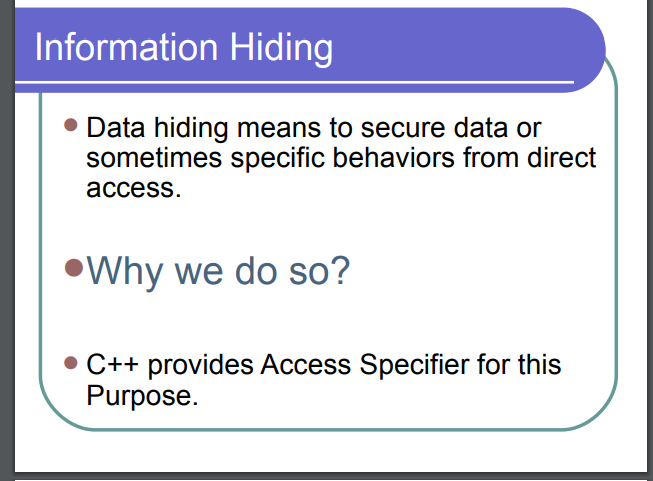 Information Hiding
Data hiding means to secure data or
sometimes specific behaviors from direct
access.
Why we do so?
C++ provides Access Specifier for this
Purpose.